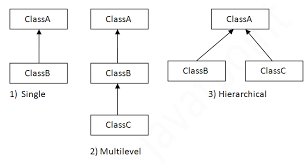 ClassA
ClassB
1) Single
ClassA
ClassB
ClassC
2) Multilevel
ClassA
ClassB ClassC
3) Hierarchical